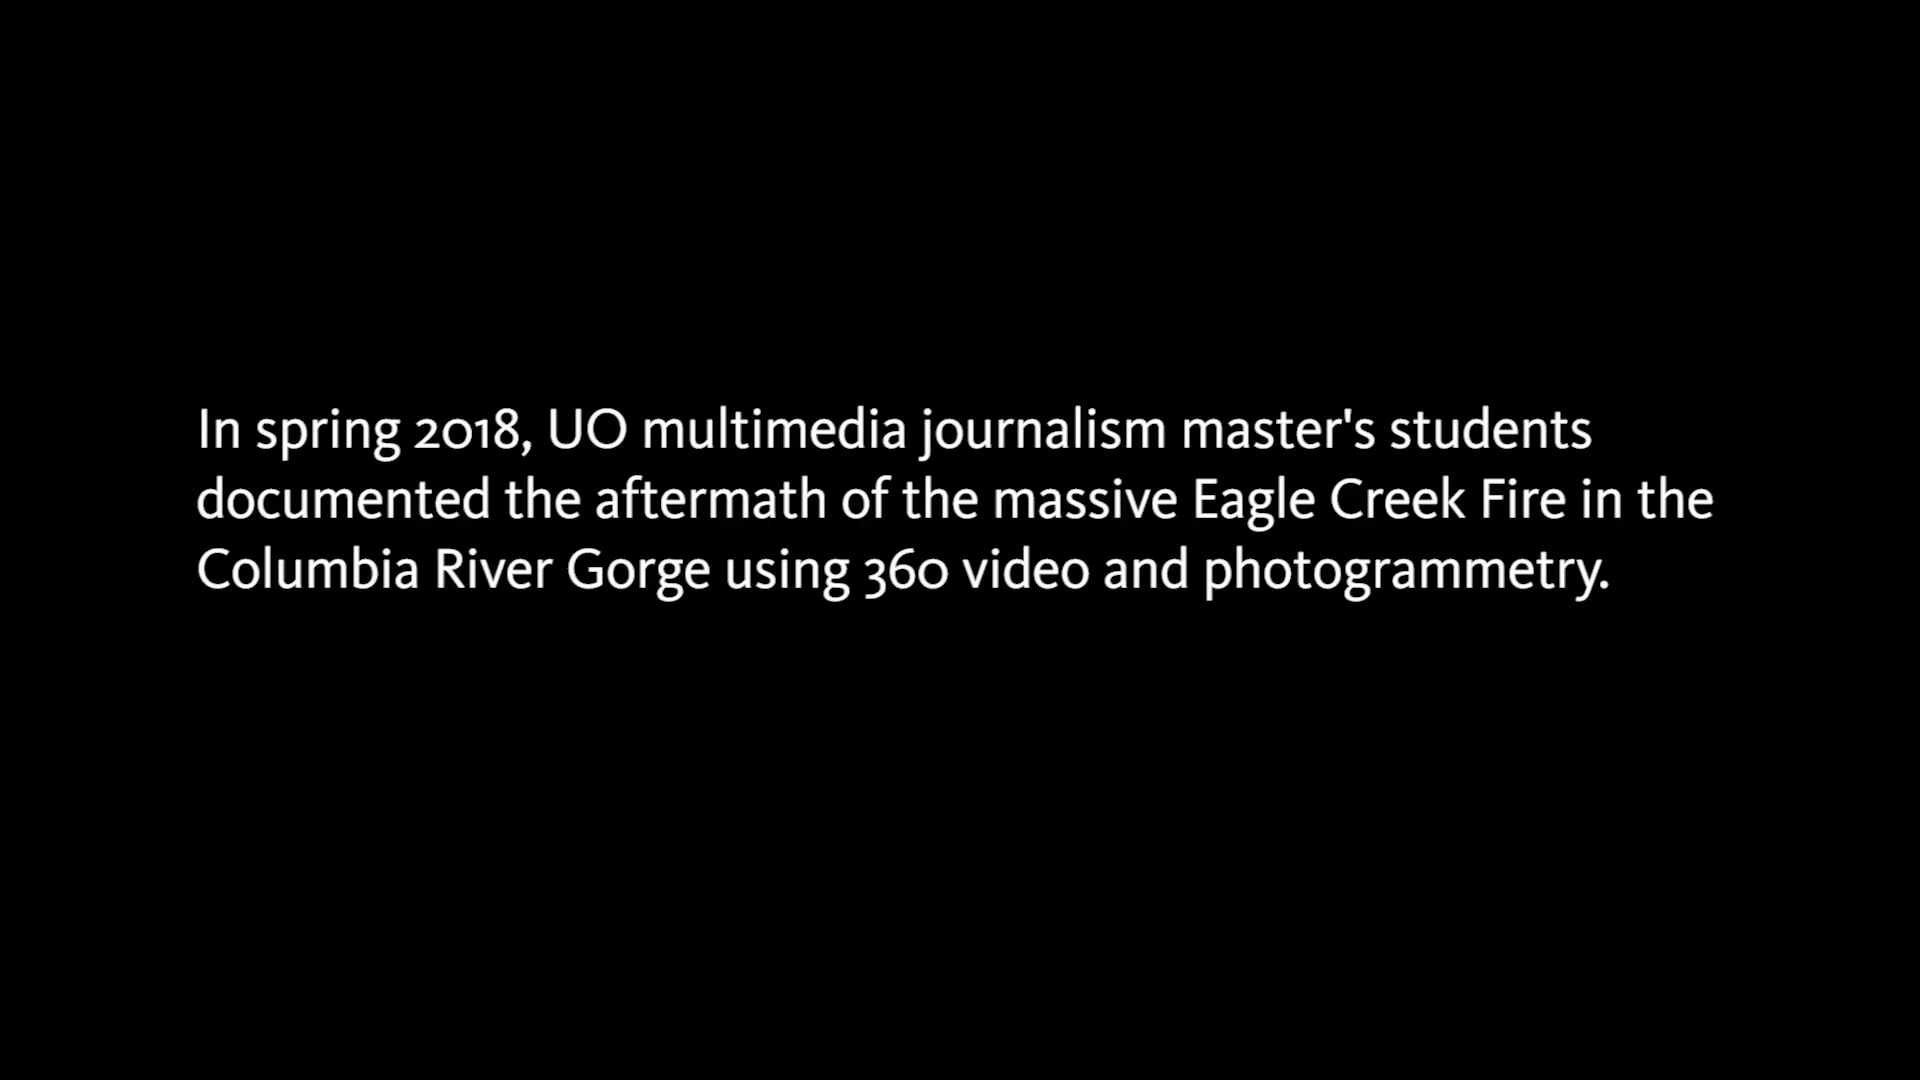 In spring 2018, UO multimedia journalism master's students
documented the aftermath of the massive Eagle Creek Fire in the
Columbia River Gorge using 360 video and photogrammetry.